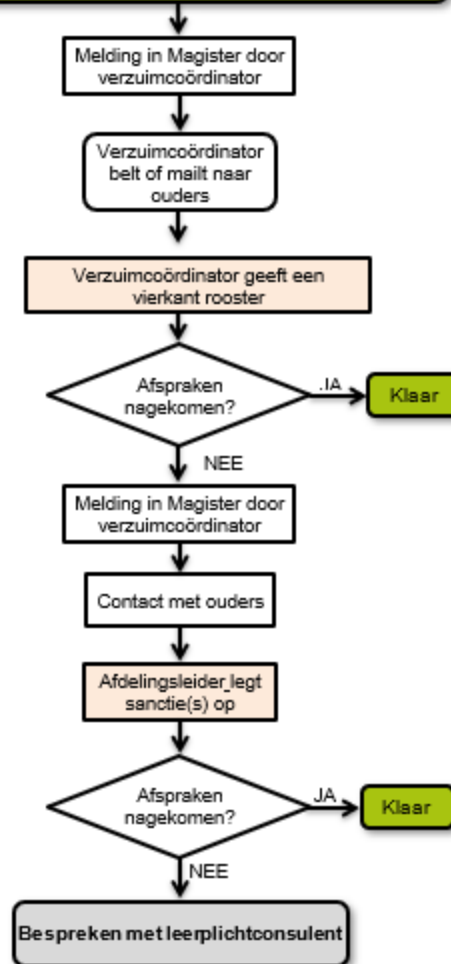 Melding in Magister door
verzuimcoördinator
Verzuimcoördinator
belt of mailt naar
ouders
Verzuimcoördinator geeft een
vierkant rooster
Afspraken
nagekomen?
JA
Klaar
NEE
Melding in Magister door
verzuimcoördinator
Contact met ouders
Afdelingsleider legt
sanctie(s) op
Afspraken
nagekomen?
JA
Klaar
NEE
Bespreken met leerplichtconsulent